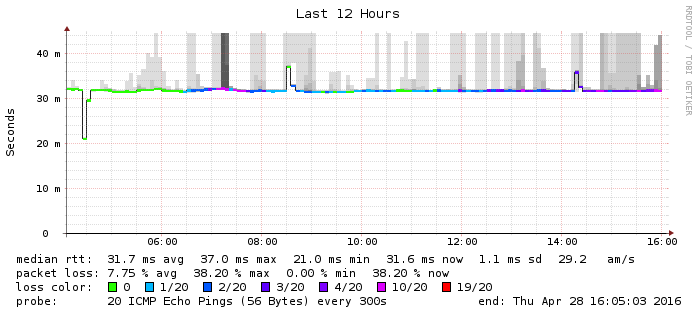 Last 12 Hours
RRDTOOL / TOBI OETIKER
Seconds
40 m
30 m
20 m
10 m
0
06:00 08:00 10:00 12:00 14:00 16:00
median rtt: 31.7 ms avg 37.0 ms max 21.0 ms min 31.6 ms now 1.1 ms sd 29.2 am/s
packet loss: 7.75 % avg 38.20 % max 0.00 % min 38.20 % now
loss color: 0 1/20 2/20 3/20 4/20 10/20 19/20
probe: 20 ICMP Echo Pings (56 Bytes) every 300s end: Thu Apr 28 16:05:03 2016